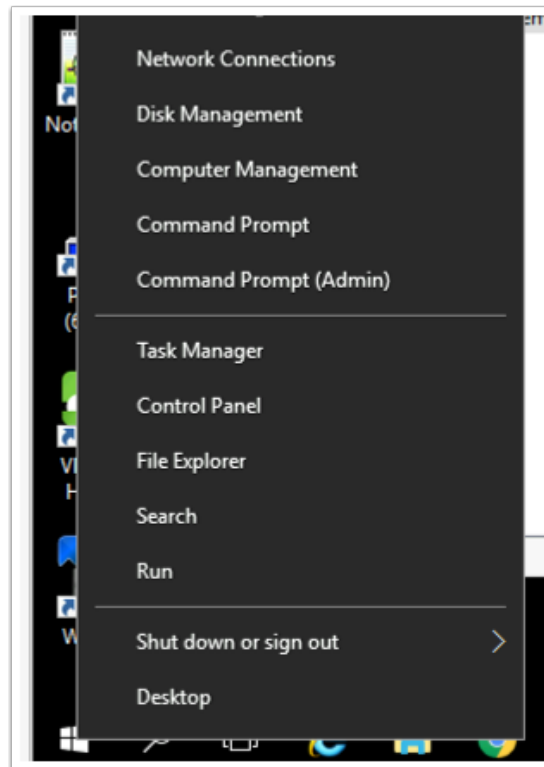 Network Connections
Not
Disk Management
Computer Management
Command Prompt
Command Prompt (Admin)
Task Manager
Control Panel
File Explorer
Search
Run
Shut down or sign out
Desktop